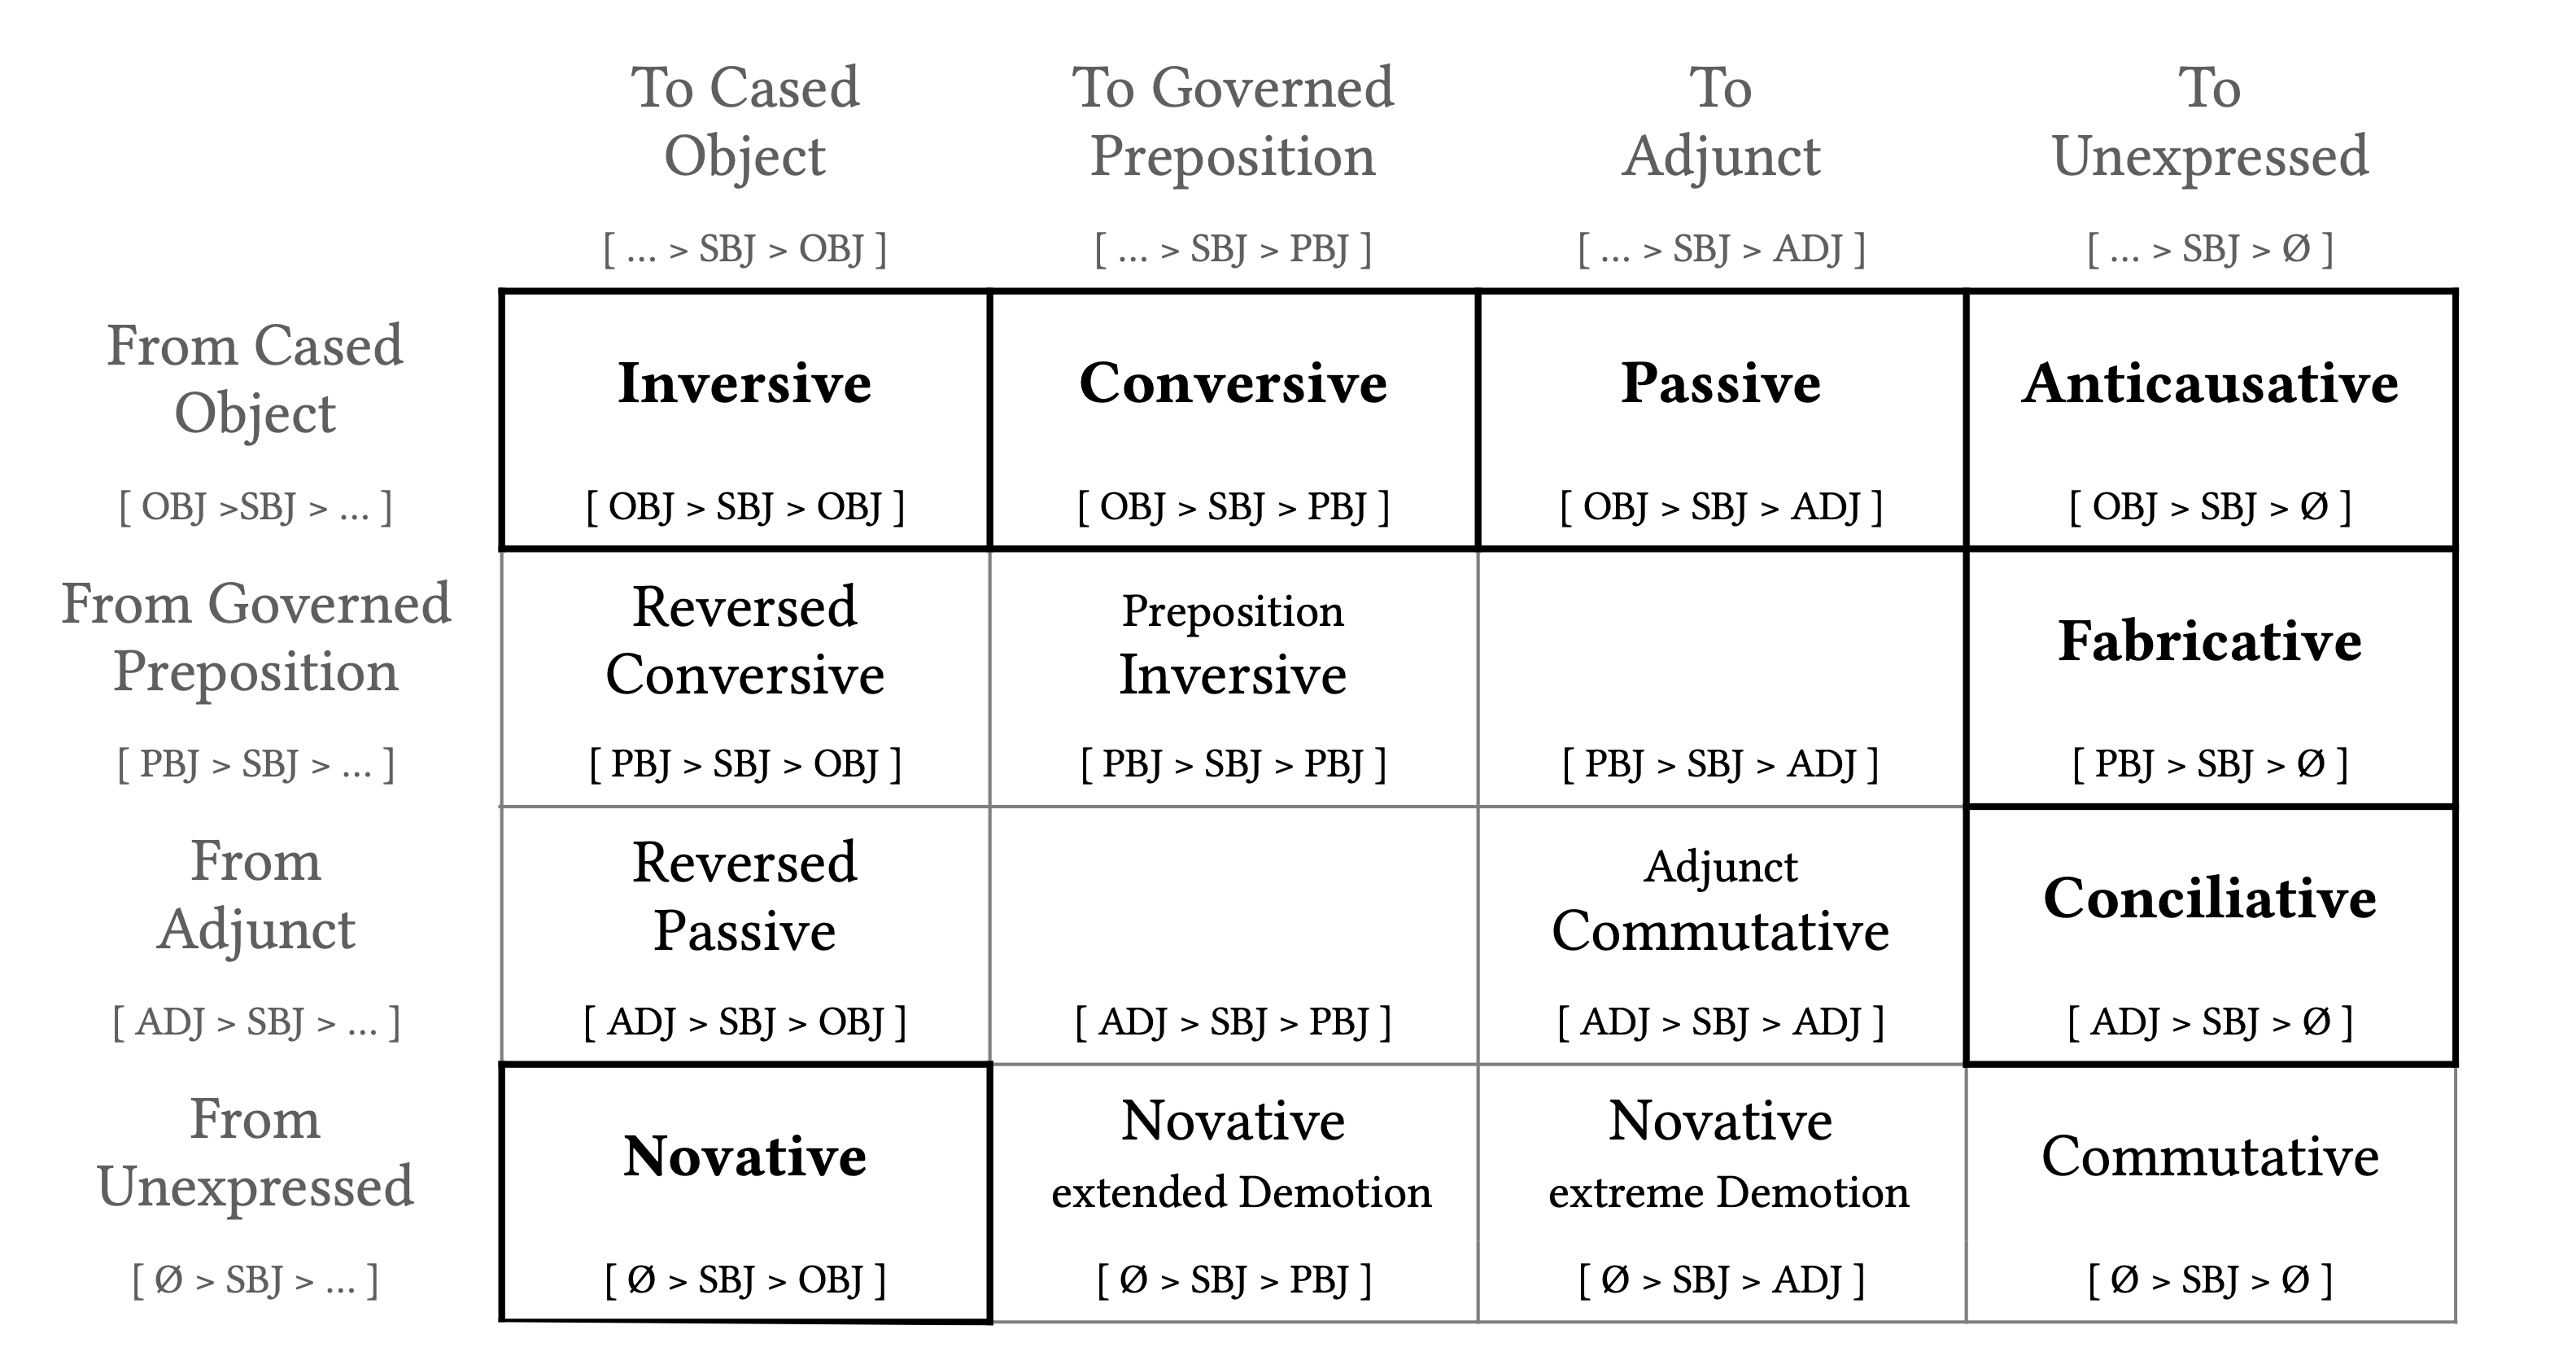 To Cased
Object
[ ... > SBJ > OBJ ]
To Governed
Preposition
[ ... > SBJ > PBJ ]
To
Adjunct
[ ... > SBJ > ADJ ]
To
Unexpressed
[ ... > SBJ > Ø ]
From Cased
Object
[ OBJ >SBJ > ... ]
Inversive
[ OBJ > SBJ > OBJ ]
Conversive
[ OBJ > SBJ > PBJ ]
Passive
[ OBJ > SBJ > ADJ ]
Anticausative
[ OBJ > SBJ > Ø ]
From Governed
Preposition
[ PBJ > SBJ > ... ]
Reversed
Conversive
[ PBJ > SBJ > OBJ ]
Preposition
Inversive
[ PBJ > SBJ > PBJ ]
[ PBJ > SBJ > ADJ ]
Fabricative
[ PBJ > SBJ > Ø ]
From
Adjunct
[ ADJ > SBJ > ... ]
Reversed
Passive
[ ADJ > SBJ > OBJ ]
[ ADJ > SBJ > PBJ ]
Adjunct
Commutative
[ ADJ > SBJ > ADJ ]
Conciliative
[ ADJ > SBJ > Ø ]
From
Unexpressed
[ Ø > SBJ > ... ]
Novative
[ Ø > SBJ > OBJ ]
Novative
extended Demotion
[ Ø > SBJ > PBJ ]
Novative
extreme Demotion
[ Ø > SBJ > ADJ ]
Commutative
[ Ø > SBJ > Ø ]